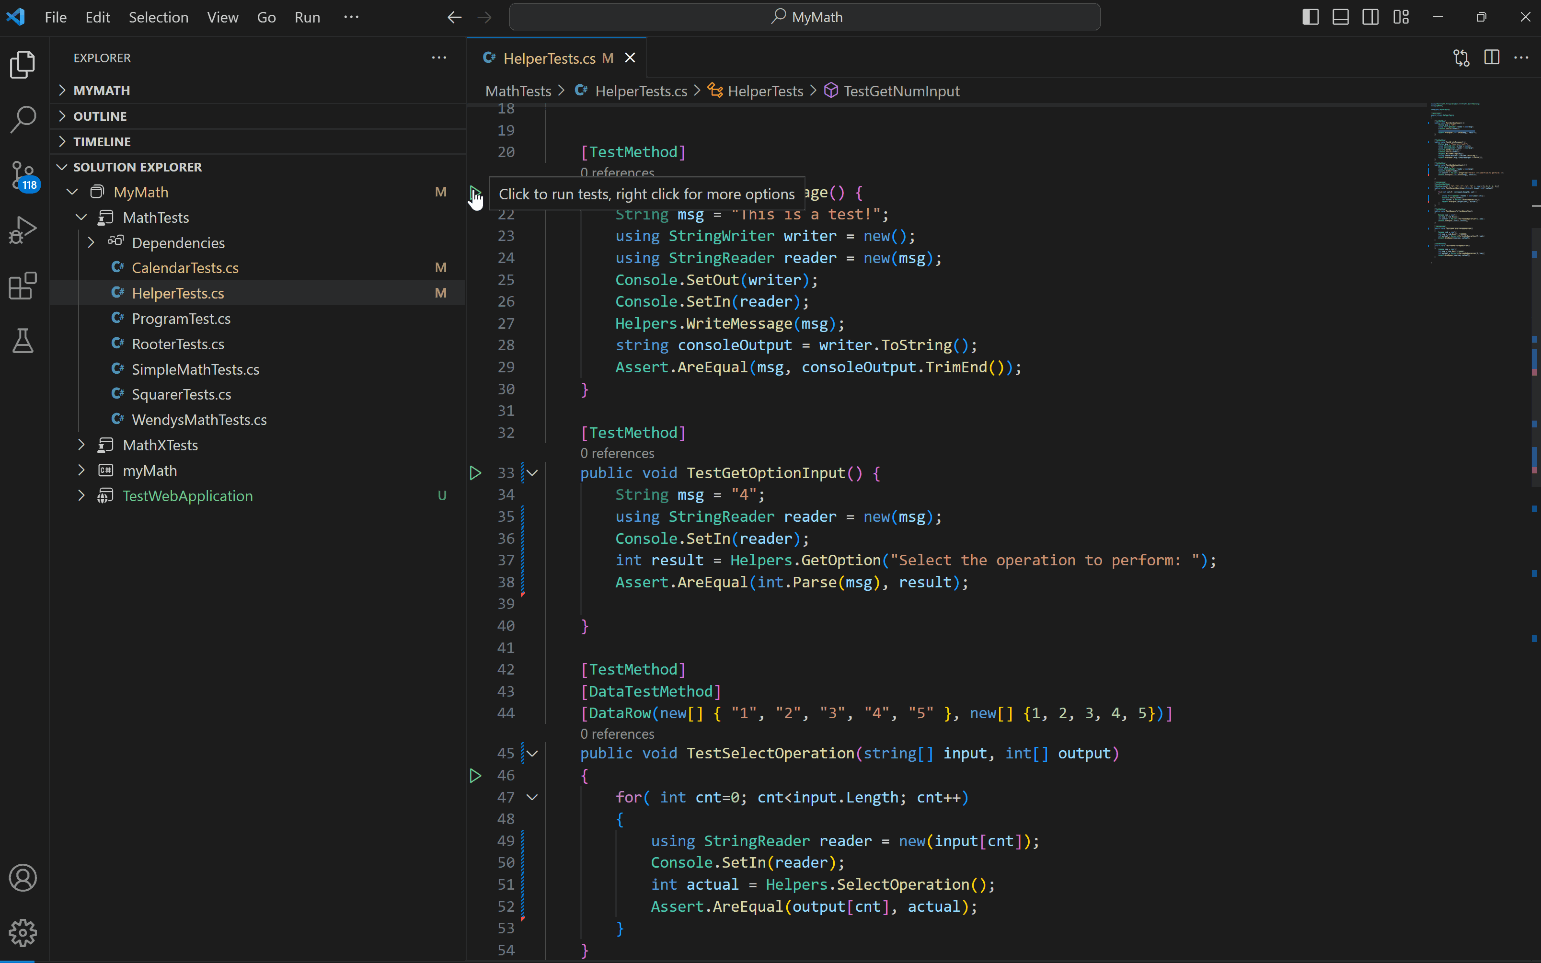 File Edit Selection View Go Run
MyMath
EXPLORER
MYMATH
OUTLINE
TIMELINE
SOLUTION EXPLORER
MyMath M
MathTests
Dependencies
C# CalendarTests.cs M
C# HelperTests.cs M
C# ProgramTest.cs
C# RooterTests.cs
C# SimpleMathTests.cs
C# SquarerTests.cs
C# WendysMathTests.cs
MathXTests
myMath
TestWebApplication U
118
C# HelperTests.cs M
MathTests > C# HelperTests.cs > HelperTests > TestGetNumInput
18
19
20 [TestMethod]
0 references
Click to run tests, right click for more options
age() {
22 String msg = "This is a test!";
23 using StringWriter writer = new();
24 using StringReader reader = new(msg);
25 Console.SetOut(writer);
26 Console.SetIn(reader);
27 Helpers.WriteMessage(msg);
28 string consoleOutput = writer.ToString();
29 Assert.AreEqual(msg, consoleOutput.TrimEnd());
30 }
31
32 [TestMethod]
0 references
33 public void TestGetOptionInput() {
34 String msg = "4";
35 using StringReader reader = new(msg);
36 Console.SetIn(reader);
37 int result = Helpers.GetOption("Select the operation to perform: ");
38 Assert.AreEqual(int.Parse(msg), result);
39
40 }
41
42 [TestMethod]
43 [DataTestMethod]
44 [DataRow(new[] { "1", "2", "3", "4", "5" }, new[] {1, 2, 3, 4, 5})]
0 references
45 public void TestSelectOperation(string[] input, int[] output)
46 {
47 for( int cnt=0; cnt<input.Length; cnt++)
48 {
49 using StringReader reader = new(input[cnt]);
50 Console.SetIn(reader);
51 int actual = Helpers.SelectOperation();
52 Assert.AreEqual(output[cnt], actual);
53 }
54 }